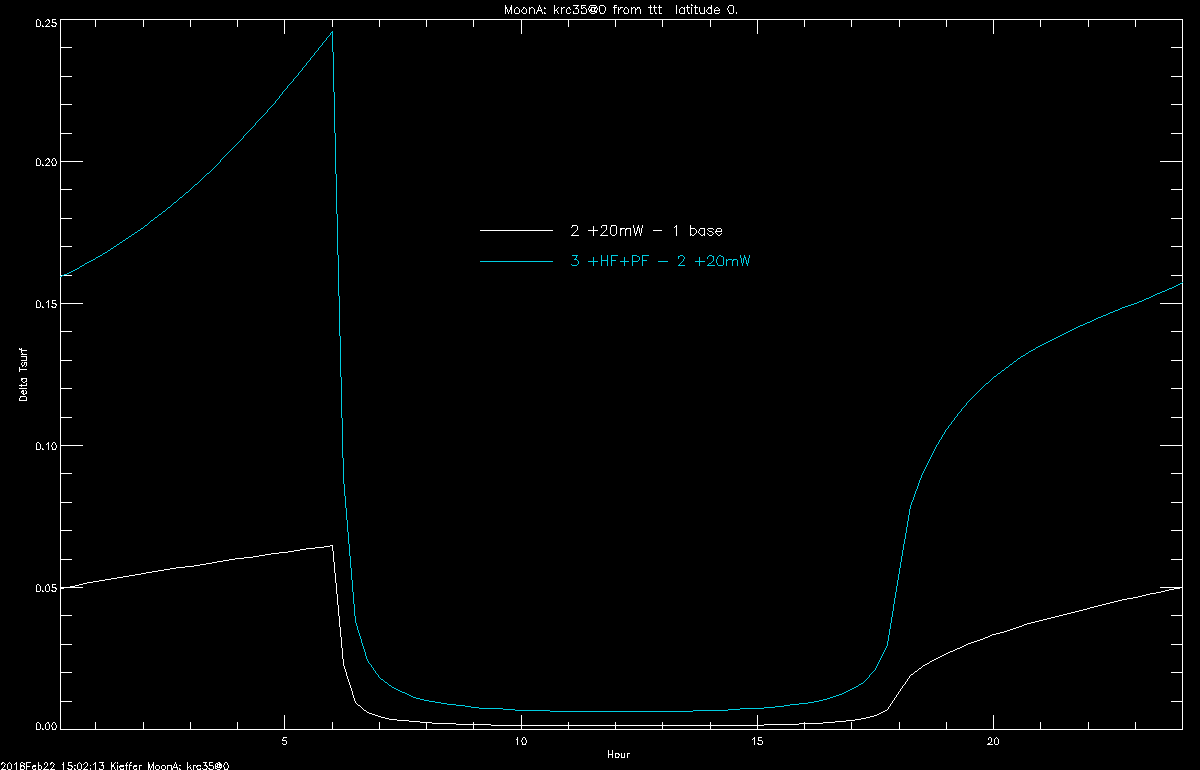 MoonA: krc35@0 from ttt latitude 0.
0.25
0.20
0.15
0.10
0.05
0.00
Delta Tsurf
2 +20mW - 1 base
3 +HF+PF - 2 +20mW
5
10
15
20
Hour
2018Feb22 15:02:13 Kieffer MoonA: krc35@0